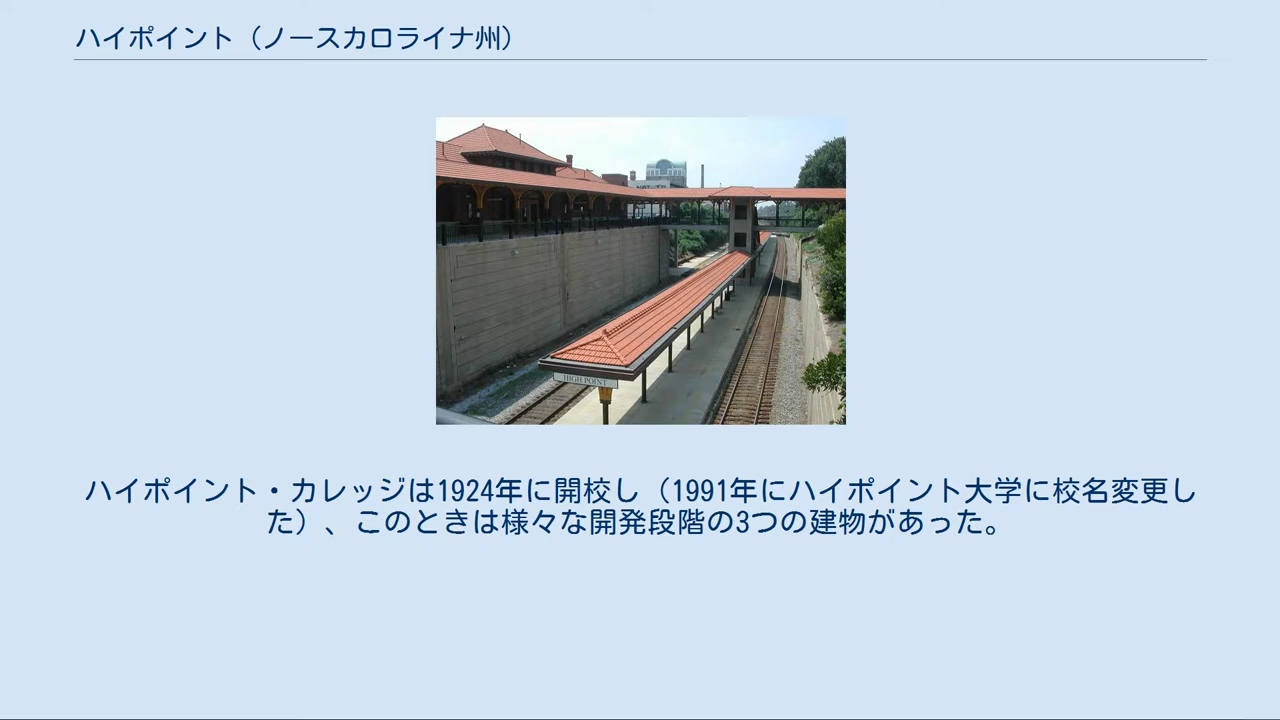 ハイポイント（ノースカロライナ州）
HIGH POINT
ハイポイント・カレッジは1924年に開校し（1991年にハイポイント大学に校名変更し
た）、このときは様々な開発段階の3つの建物があった。